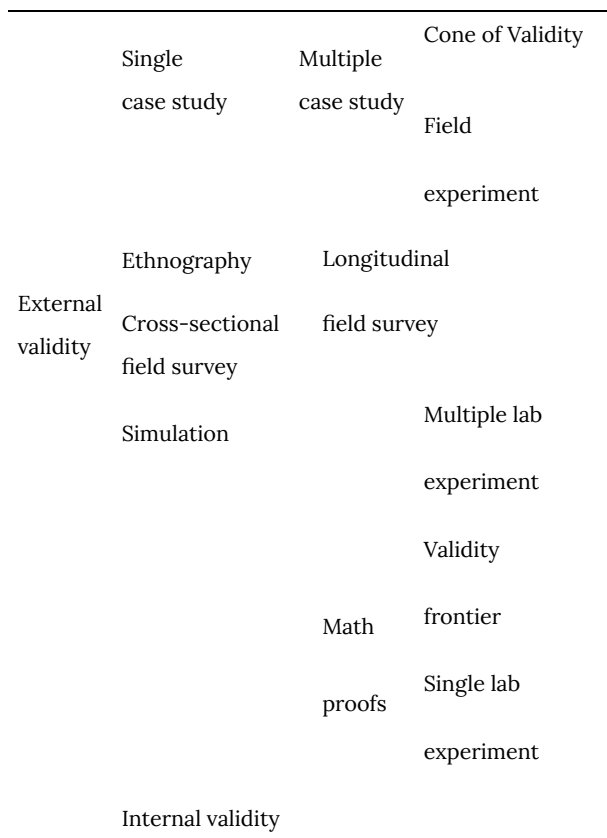 Cone of Validity
Single
case study
Multiple
case study
Field
experiment
Ethnography
Longitudinal
field survey
External
validity
Cross-sectional
field survey
Simulation
Multiple lab
experiment
Validity
frontier
Math
proofs
Single lab
experiment
Internal validity